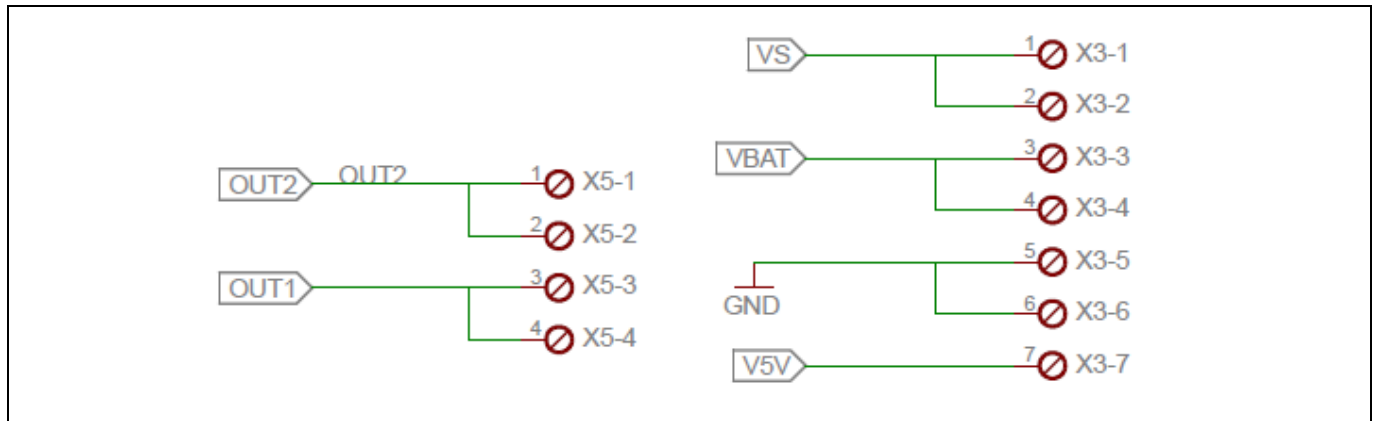 OUT2 OUT2 1 X5-1
2 X5-2
OUT1 3 X5-3
4 X5-4
VS 1 X3-1
2 X3-2
VBAT 3 X3-3
4 X3-4
5 X3-5
GND 6 X3-6
V5V 7 X3-7